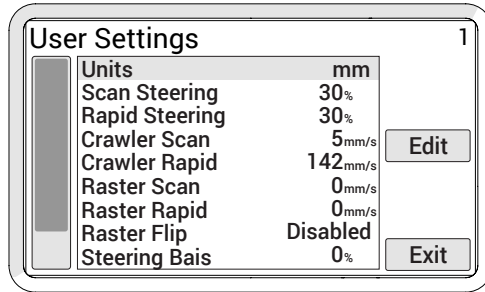 User Settings 1
Units mm
Scan Steering 30%
Rapid Steering 30%
Crawler Scan 5mm/s
Crawler Rapid 142mm/s
Edit
Raster Scan 0mm/s
Raster Rapid 0mm/s
Raster Flip Disabled
Steering Bais 0%
Exit